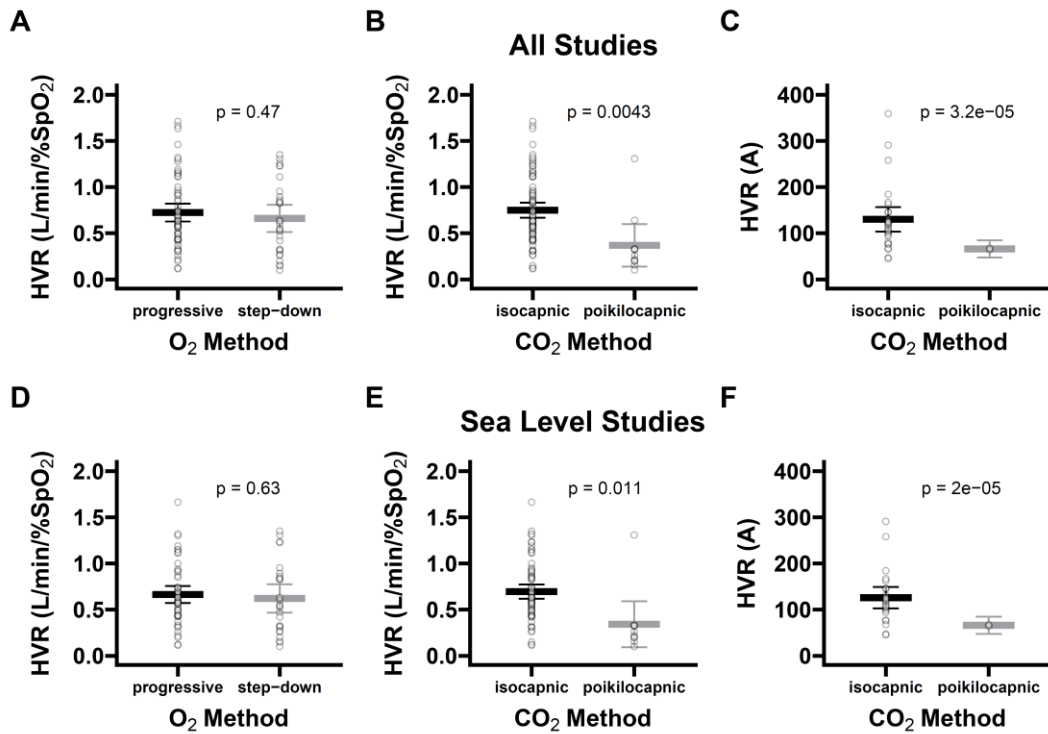 A
B
C
All Studies
HVR (L/min/%SpO₂)
2.0
1.5
1.0
0.5
0.0
p = 0.47
progressive
step−down
O₂ Method
HVR (L/min/%SpO₂)
2.0
1.5
1.0
0.5
0.0
p = 0.0043
isocapnic
poikilocapnic
CO₂ Method
HVR (A)
400
300
200
100
0
p = 3.2e−05
isocapnic
poikilocapnic
CO₂ Method
D
E
F
Sea Level Studies
HVR (L/min/%SpO₂)
2.0
1.5
1.0
0.5
0.0
p = 0.63
progressive
step−down
O₂ Method
HVR (L/min/%SpO₂)
2.0
1.5
1.0
0.5
0.0
p = 0.011
isocapnic
poikilocapnic
CO₂ Method
HVR (A)
400
300
200
100
0
p = 2e−05
isocapnic
poikilocapnic
CO₂ Method